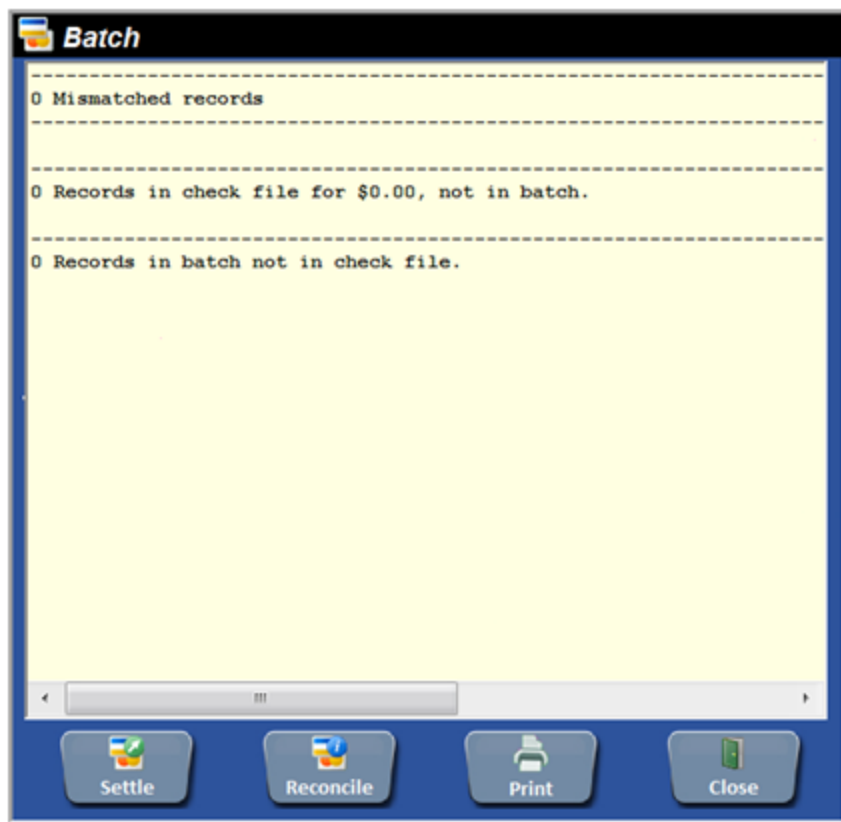 Batch
--------------------------------------------------------------------
0 Mismatched records
--------------------------------------------------------------------
--------------------------------------------------------------------
0 Records in check file for $0.00, not in batch.
--------------------------------------------------------------------
0 Records in batch not in check file.
Settle
Reconcile
Print
Close